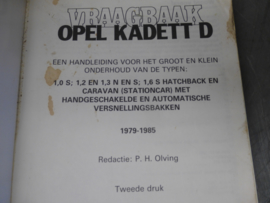 VRAAGBAAK
OPEL KADETT D
EEN HANDLEIDING VOOR HET GROOT EN KLEIN
ONDERHOUD VAN DE TYPEN:
1,0 S; 1,2 EN 1,3 N EN S; 1,6 S HATCHBACK EN
CARAVAN (STATIONCAR) MET
HANDGESCHAKELDE EN AUTOMATISCHE
VERSNELLINGSBAKKEN
1979-1985
Redactie: P. H. Olving
Tweede druk